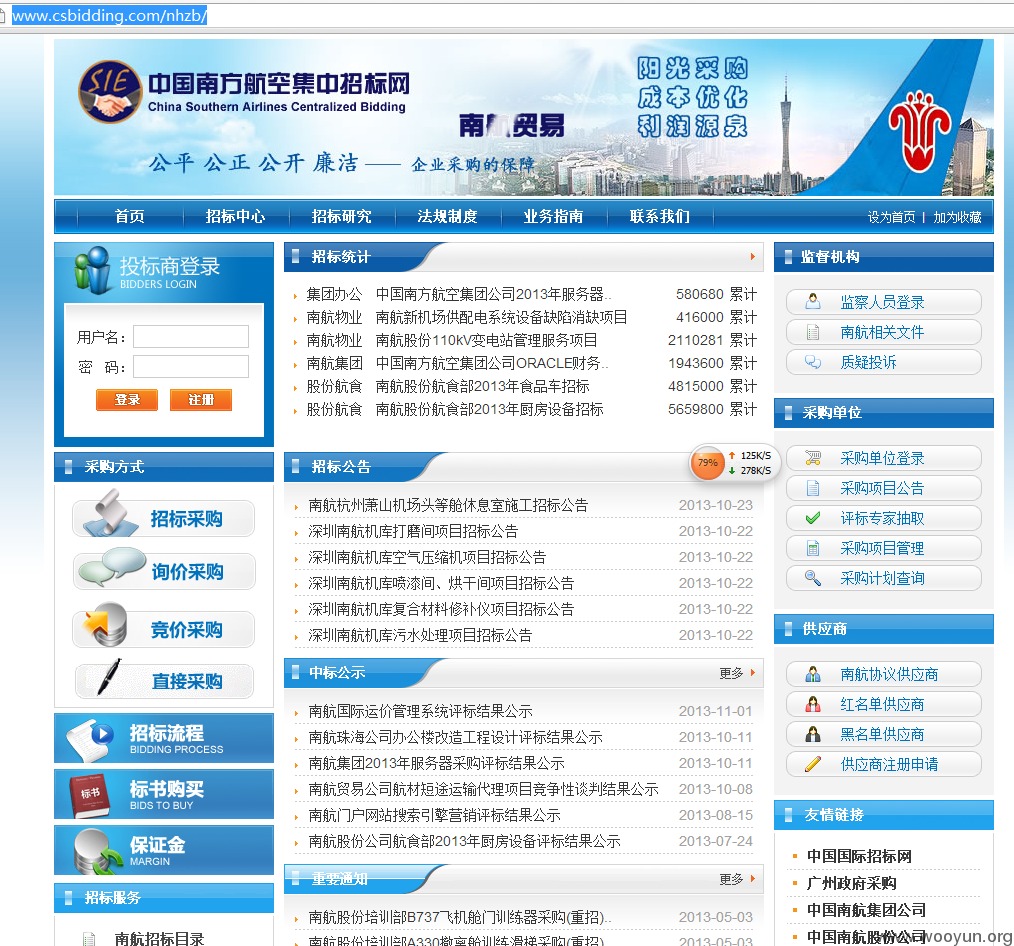 www.csbidding.com/nhzb/
SIE
中国南方航空集中招标网
China Southern Airlines Centralized Bidding
南航贸易
阳光采购
成本优化
利润源泉
公平 公正 公开 廉洁 —— 企业采购的保障
首页 招标中心 招标研究 法规制度 业务指南 联系我们 设为首页 | 加为收藏
投标商登录
BIDDERS LOGIN
用户名:
密 码:
登录 注册
采购方式
招标采购
询价采购
竞价采购
直接采购
招标流程
BIDDING PROCESS
标书
标书购买
BIDS TO BUY
保证金
MARGIN
招标服务
南航招标目录
招标统计
集团办公 中国南方航空集团公司2013年服务器.. 580680 累计
南航物业 南航新机场供配电系统设备缺陷消缺项目 416000 累计
南航物业 南航股份110kV变电站管理服务项目 2110281 累计
南航集团 中国南方航空集团公司ORACLE财务.. 1943600 累计
股份航食 南航股份航食部2013年食品车招标 4815000 累计
股份航食 南航股份航食部2013年厨房设备招标 5659800 累计
招标公告
79%
125K/S
278K/S
南航杭州萧山机场头等舱休息室施工招标公告 2013-10-23
深圳南航机库打磨间项目招标公告 2013-10-22
深圳南航机库空气压缩机项目招标公告 2013-10-22
深圳南航机库喷漆间、烘干间项目招标公告 2013-10-22
深圳南航机库复合材料修补仪项目招标公告 2013-10-22
深圳南航机库污水处理项目招标公告 2013-10-22
中标公示 更多
南航国际运价管理系统评标结果公示 2013-11-01
南航珠海公司办公楼改造工程设计评标结果公示 2013-10-11
南航集团2013年服务器采购评标结果公示 2013-10-11
南航贸易公司航材短途运输代理项目竞争性谈判结果公示 2013-10-08
南航门户网站搜索引擎营销评标结果公示 2013-08-15
南航股份公司航食部2013年厨房设备评标结果公示 2013-07-24
重要通知 更多
南航股份培训部B737飞机舱门训练器采购(重招).. 2013-05-03
南航股份培训部A330撤离舱训练滑梯采购(重招) 2013-05-03
监督机构
监察人员登录
南航相关文件
质疑投诉
采购单位
采购单位登录
采购项目公告
评标专家抽取
采购项目管理
采购计划查询
供应商
南航协议供应商
红名单供应商
黑名单供应商
供应商注册申请
友情链接
中国国际招标网
广州政府采购
中国南航集团公司
中国南航股份公司
www.wooyun.org